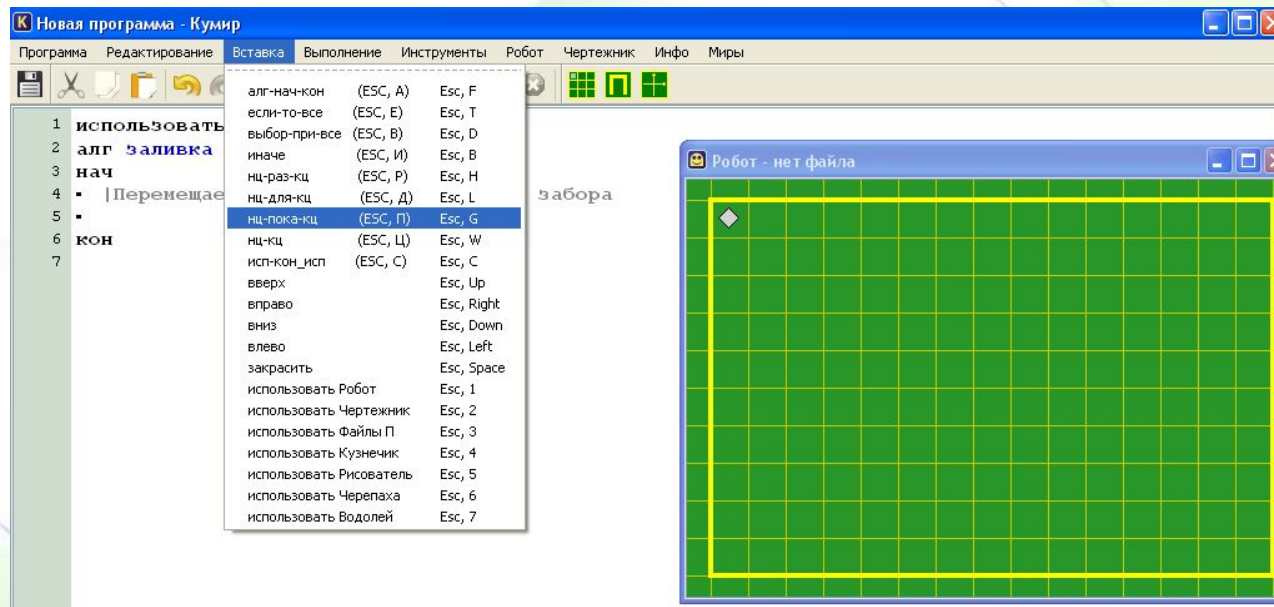 Новая программа - Кумир
Программа Редактирование Вставка Выполнение Инструменты Робот Чертежник Инфо Миры
алг-нач-кон (ESC, А) Esc, F
если-то-все (ESC, Е) Esc, T
выбор-при-все (ESC, В) Esc, D
иначе (ESC, И) Esc, B
нц-раз-кц (ESC, Р) Esc, H
нц-для-кц (ESC, Д) Esc, L
нц-пока-кц (ESC, П) Esc, G
нц-кц (ESC, Ц) Esc, W
исп-кон_исп (ESC, С) Esc, C
вверх Esc, Up
вправо Esc, Right
вниз Esc, Down
влево Esc, Left
закрасить Esc, Space
использовать Робот Esc, 1
использовать Чертежник Esc, 2
использовать Файлы П Esc, 3
использовать Кузнечик Esc, 4
использовать Рисователь Esc, 5
использовать Черепаха Esc, 6
использовать Водолей Esc, 7
1 использовать
2 алг заливка
3 нач
4 |Перемещае забора
5
6 кон
7
Робот - нет файла